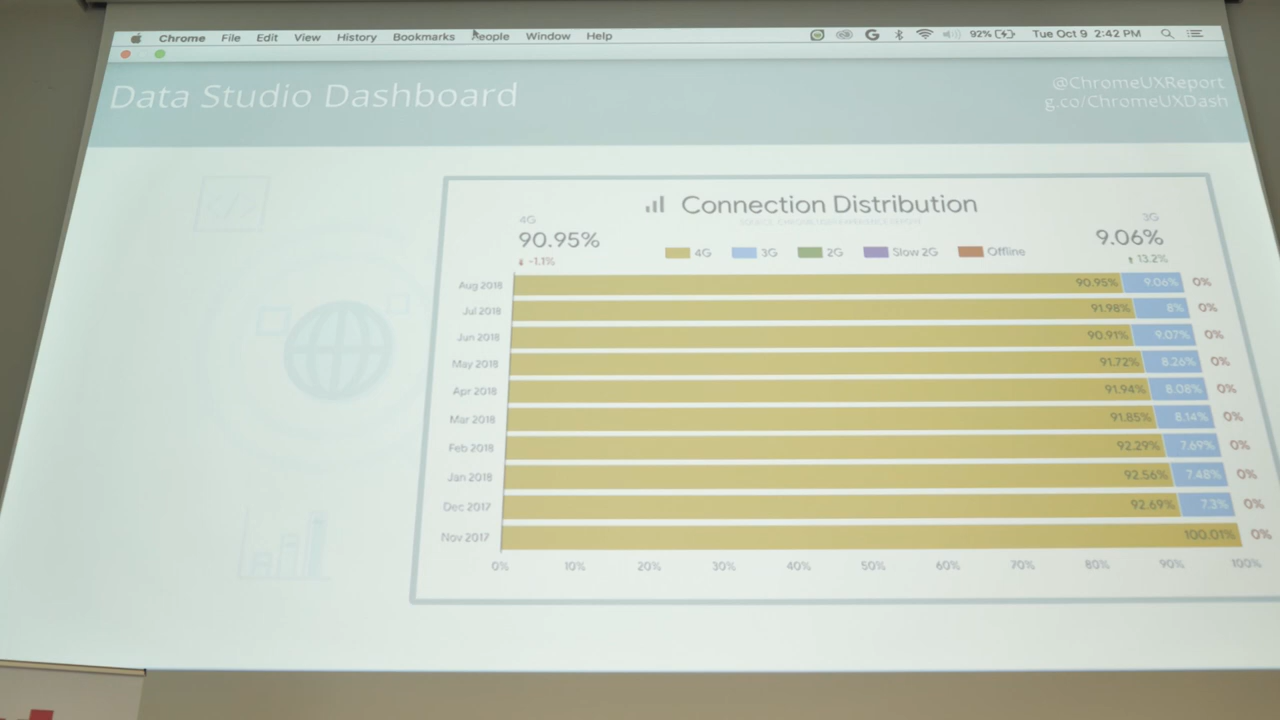 Chrome File Edit View History Bookmarks People Window Help 92% Tue Oct 9 2:42 PM
Data Studio Dashboard
@ChromeUXReport
g.co/ChromeUXDash
Connection Distribution
4G
90.95%
-1.1%
3G
9.06%
13.2%
4G 3G 2G Slow 2G Offline
Aug 2018 90.95% 9.06% 0%
Jul 2018 91.98% 8% 0%
Jun 2018 90.91% 9.07% 0%
May 2018 91.72% 8.26% 0%
Apr 2018 91.94% 8.08% 0%
Mar 2018 91.85% 8.14% 0%
Feb 2018 92.29% 7.69% 0%
Jan 2018 92.56% 7.48% 0%
Dec 2017 92.69% 7.3% 0%
Nov 2017 100.01% 0%
0% 10% 20% 30% 40% 50% 60% 70% 80% 90% 100%